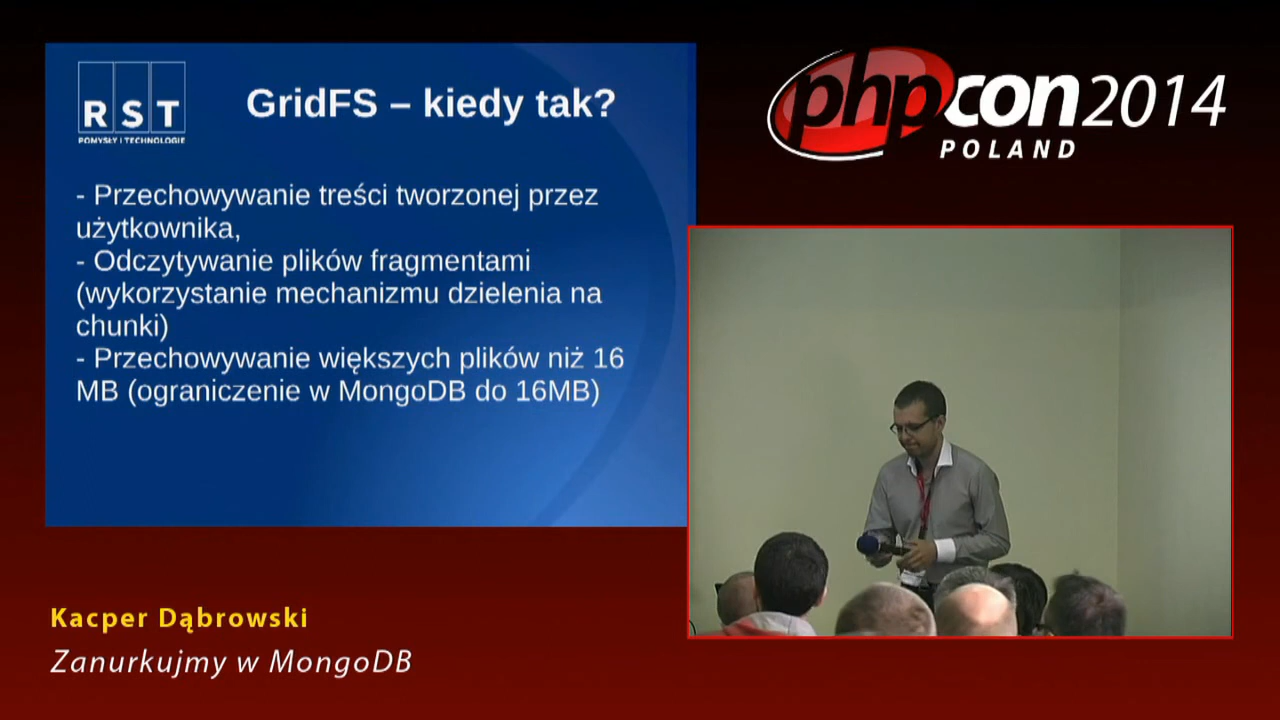 RST
POMYSŁY I TECHNOLOGIE
GridFS – kiedy tak?
- Przechowywanie treści tworzonej przez
użytkownika,
- Odczytywanie plików fragmentami
(wykorzystanie mechanizmu dzielenia na
chunki)
- Przechowywanie większych plików niż 16
MB (ograniczenie w MongoDB do 16MB)
phpcon2014
POLAND
Kacper Dąbrowski
Zanurkujmy w MongoDB